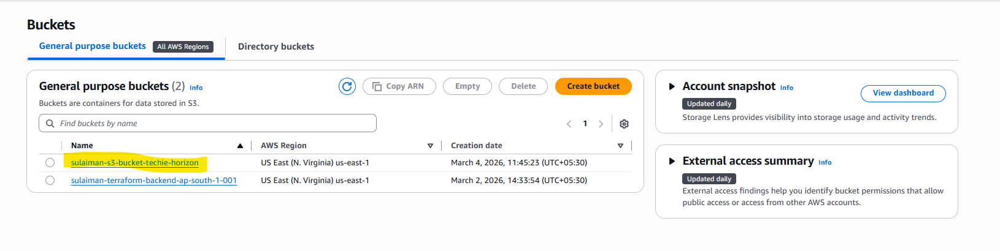 Buckets
General purpose buckets All AWS Regions Directory buckets
General purpose buckets (2) Info
Copy ARN Empty Delete Create bucket
Buckets are containers for data stored in S3.
Find buckets by name
1
Name AWS Region Creation date
sulaiman-s3-bucket-techie-horizon US East (N. Virginia) us-east-1 March 4, 2026, 11:45:23 (UTC+05:30)
sulaiman-terraform-backend-ap-south-1-001 US East (N. Virginia) us-east-1 March 2, 2026, 14:33:54 (UTC+05:30)
Account snapshot Info
View dashboard
Updated daily
Storage Lens provides visibility into storage usage and activity trends.
External access summary Info
Updated daily
External access findings help you identify bucket permissions that allow
public access or access from other AWS accounts.